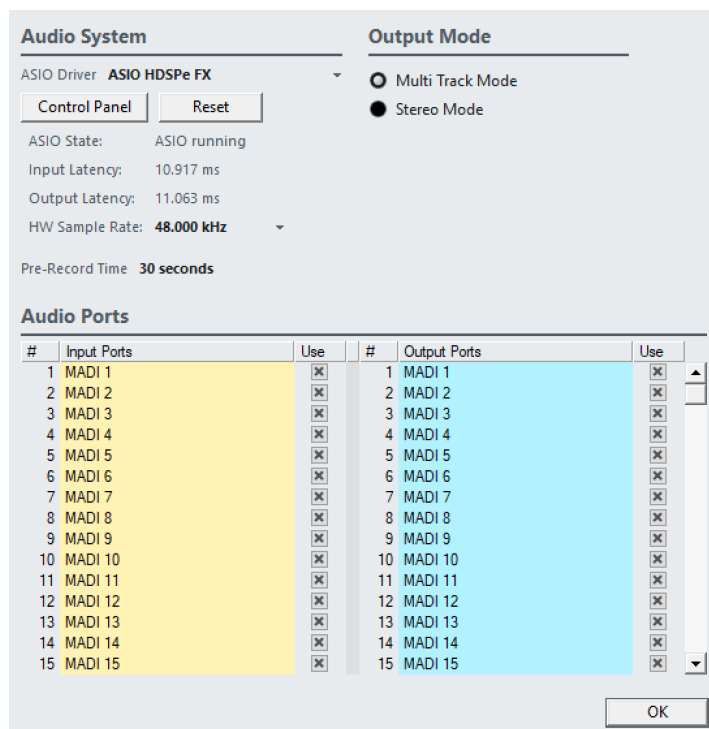 Audio System
Output Mode
ASIO Driver ASIO HDSPe FX
Multi Track Mode
Control Panel Reset
Stereo Mode
ASIO State: ASIO running
Input Latency: 10.917 ms
Output Latency: 11.063 ms
HW Sample Rate: 48.000 kHz
Pre-Record Time 30 seconds
Audio Ports
# Input Ports Use # Output Ports Use
1 MADI 1 1 MADI 1
2 MADI 2 2 MADI 2
3 MADI 3 3 MADI 3
4 MADI 4 4 MADI 4
5 MADI 5 5 MADI 5
6 MADI 6 6 MADI 6
7 MADI 7 7 MADI 7
8 MADI 8 8 MADI 8
9 MADI 9 9 MADI 9
10 MADI 10 10 MADI 10
11 MADI 11 11 MADI 11
12 MADI 12 12 MADI 12
13 MADI 13 13 MADI 13
14 MADI 14 14 MADI 14
15 MADI 15 15 MADI 15
OK